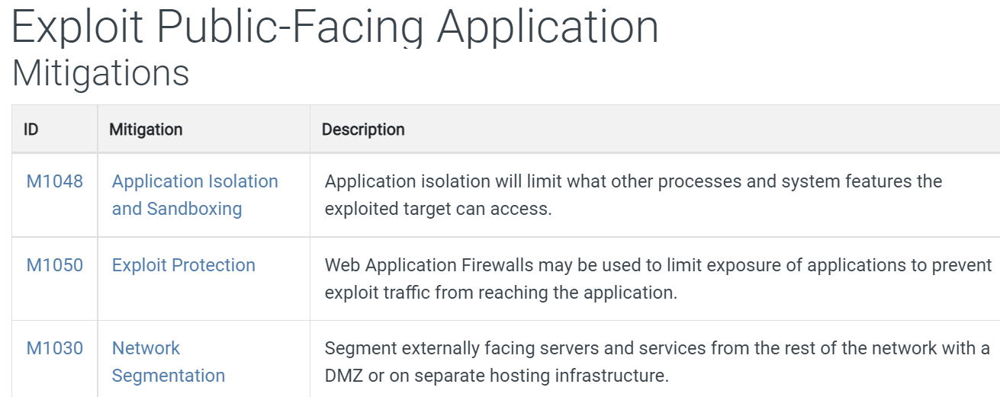 Exploit Public-Facing Application
Mitigations
ID Mitigation Description
M1048 Application Isolation and Sandboxing Application isolation will limit what other processes and system features the
exploited target can access.
M1050 Exploit Protection Web Application Firewalls may be used to limit exposure of applications to prevent
exploit traffic from reaching the application.
M1030 Network Segmentation Segment externally facing servers and services from the rest of the network with a
DMZ or on separate hosting infrastructure.